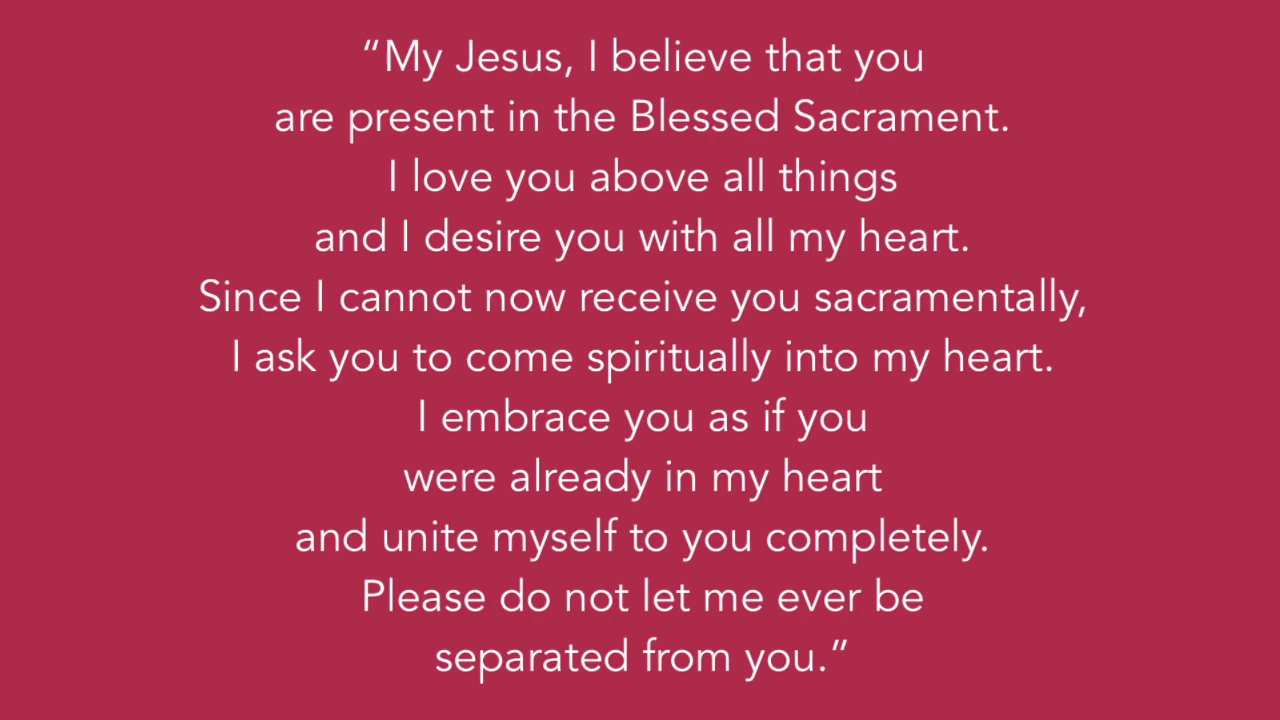 “My Jesus, I believe that you
are present in the Blessed Sacrament.
I love you above all things
and I desire you with all my heart.
Since I cannot now receive you sacramentally,
I ask you to come spiritually into my heart.
I embrace you as if you
were already in my heart
and unite myself to you completely.
Please do not let me ever be
separated from you.”